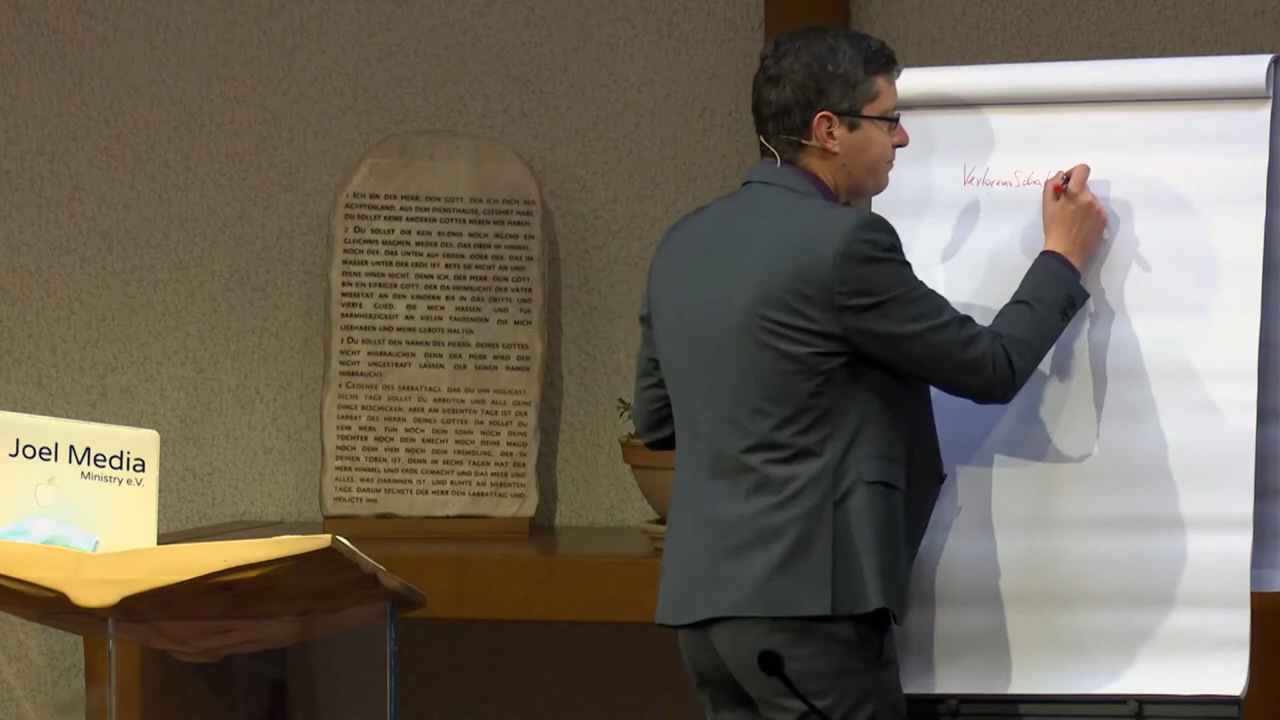 1 ICH BIN DER HERR, DEIN GOTT, DER ICH DICH AUS
ÄGYPTENLAND, AUS DEM DIENSTHAUSE, GEFÜHRT HABE.
DU SOLLST KEINE ANDEREN GÖTTER NEBEN MIR HABEN.
2 DU SOLLST DIR KEIN BILDNIS NOCH IRGEND EIN
GLEICHNIS MACHEN, WEDER DES, DAS OBEN IM HIMMEL,
NOCH DES, DAS UNTEN AUF ERDEN, ODER DES, DAS IM
WASSER UNTER DER ERDE IST. BETE SIE NICHT AN UND
DIENE IHNEN NICHT. DENN ICH, DER HERR, DEIN GOTT,
BIN EIN EIFRIGER GOTT, DER DA HEIMSUCHT DER VÄTER
MISSETAT AN DEN KINDERN BIS IN DAS DRITTE UND
VIERTE GLIED, DIE MICH HASSEN; UND TUE
BARMHERZIGKEIT AN VIELEN TAUSENDEN, DIE MICH
LIEBHABEN UND MEINE GEBOTE HALTEN.
3 DU SOLLST DEN NAMEN DES HERRN, DEINES GOTTES,
NICHT MISBRAUCHEN, DENN DER HERR WIRD DEN
NICHT UNGESTRAFT LASSEN, DER SEINEN NAMEN
MISBRAUCHT.
4 GEDENKE DES SABBATTAGS, DAS DU IHN HEILIGEST.
SECHS TAGE SOLLST DU ARBEITEN UND ALLE DEINE
DINGE BESCHICKEN. ABER AM SIEBENTEN TAGE IST DER
SABBAT DES HERRN, DEINES GOTTES. DA SOLLST DU
KEIN WERK TUN NOCH DEIN SOHN NOCH DEINE
TOCHTER NOCH DEIN KNECHT NOCH DEINE MAGD
NOCH DEIN VIEH NOCH DEIN FREMDLING, DER IN
DEINEN TOREN IST. DENN IN SECHS TAGEN HAT DER
HERR HIMMEL UND ERDE GEMACHT UND DAS MEER UND
ALLES, WAS DARINNEN IST, UND RUHTE AM SIEBENTEN
TAGE. DARUM SEGNETE DER HERR DEN SABBATTAG UND
HEILIGTE IHN.
Joel Media
Ministry e.V.